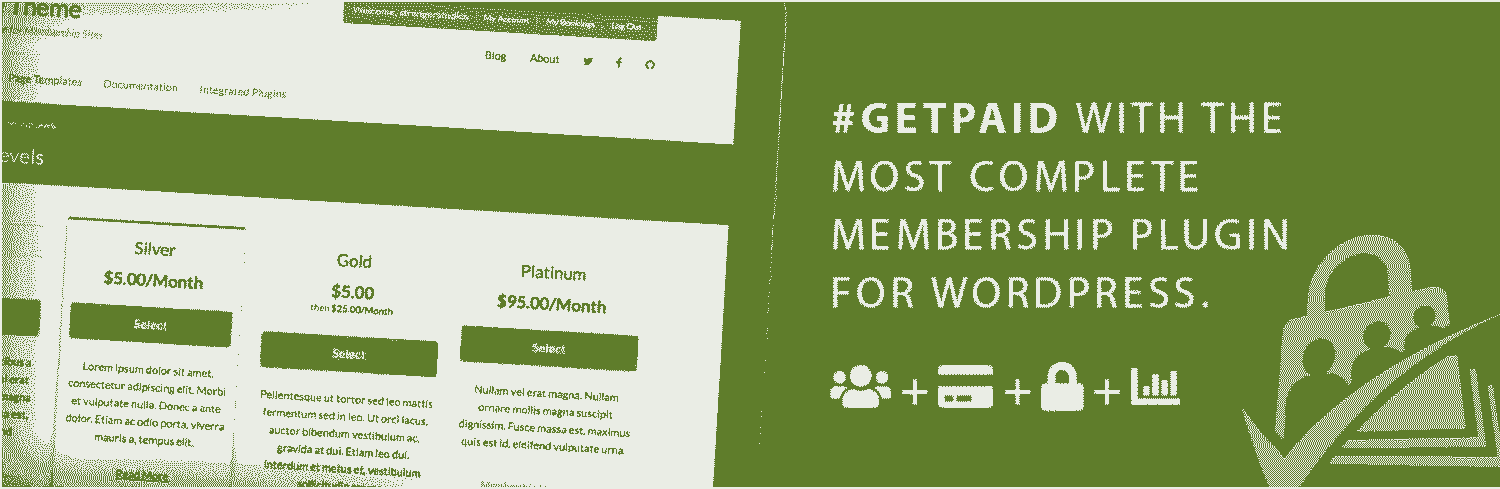 Theme
for Membership Sites
Welcome, strangerstudios My Account My Bookings Log Out
Blog About
Page Templates Documentation Integrated Plugins
evels
Silver
$5.00/Month
Select
Lorem ipsum dolor sit amet,
consectetur adipiscing elit. Morbi
et vulputate nulla. Donec a ante
dolor. Etiam ac odio porta, viverra
mauris a, tempus elit.
Read More
Gold
$5.00
then $25.00/Month
Select
Pellentesque ut tortor sed leo mattis
fermentum sed in leo. Ut orci lacus,
auctor bibendum vestibulum ac,
gravida at dui. Etiam leo dui,
interdum et metus et, vestibulum
Platinum
$95.00/Month
Select
Nullam vel erat magna. Nullam
ornare mollis magna suscipit
dignissim. Fusce massa est, maximus
quis est id, eleifend vulputate urna.
#GETPAID WITH THE
MOST COMPLETE
MEMBERSHIP PLUGIN
FOR WORDPRESS.
+ + +